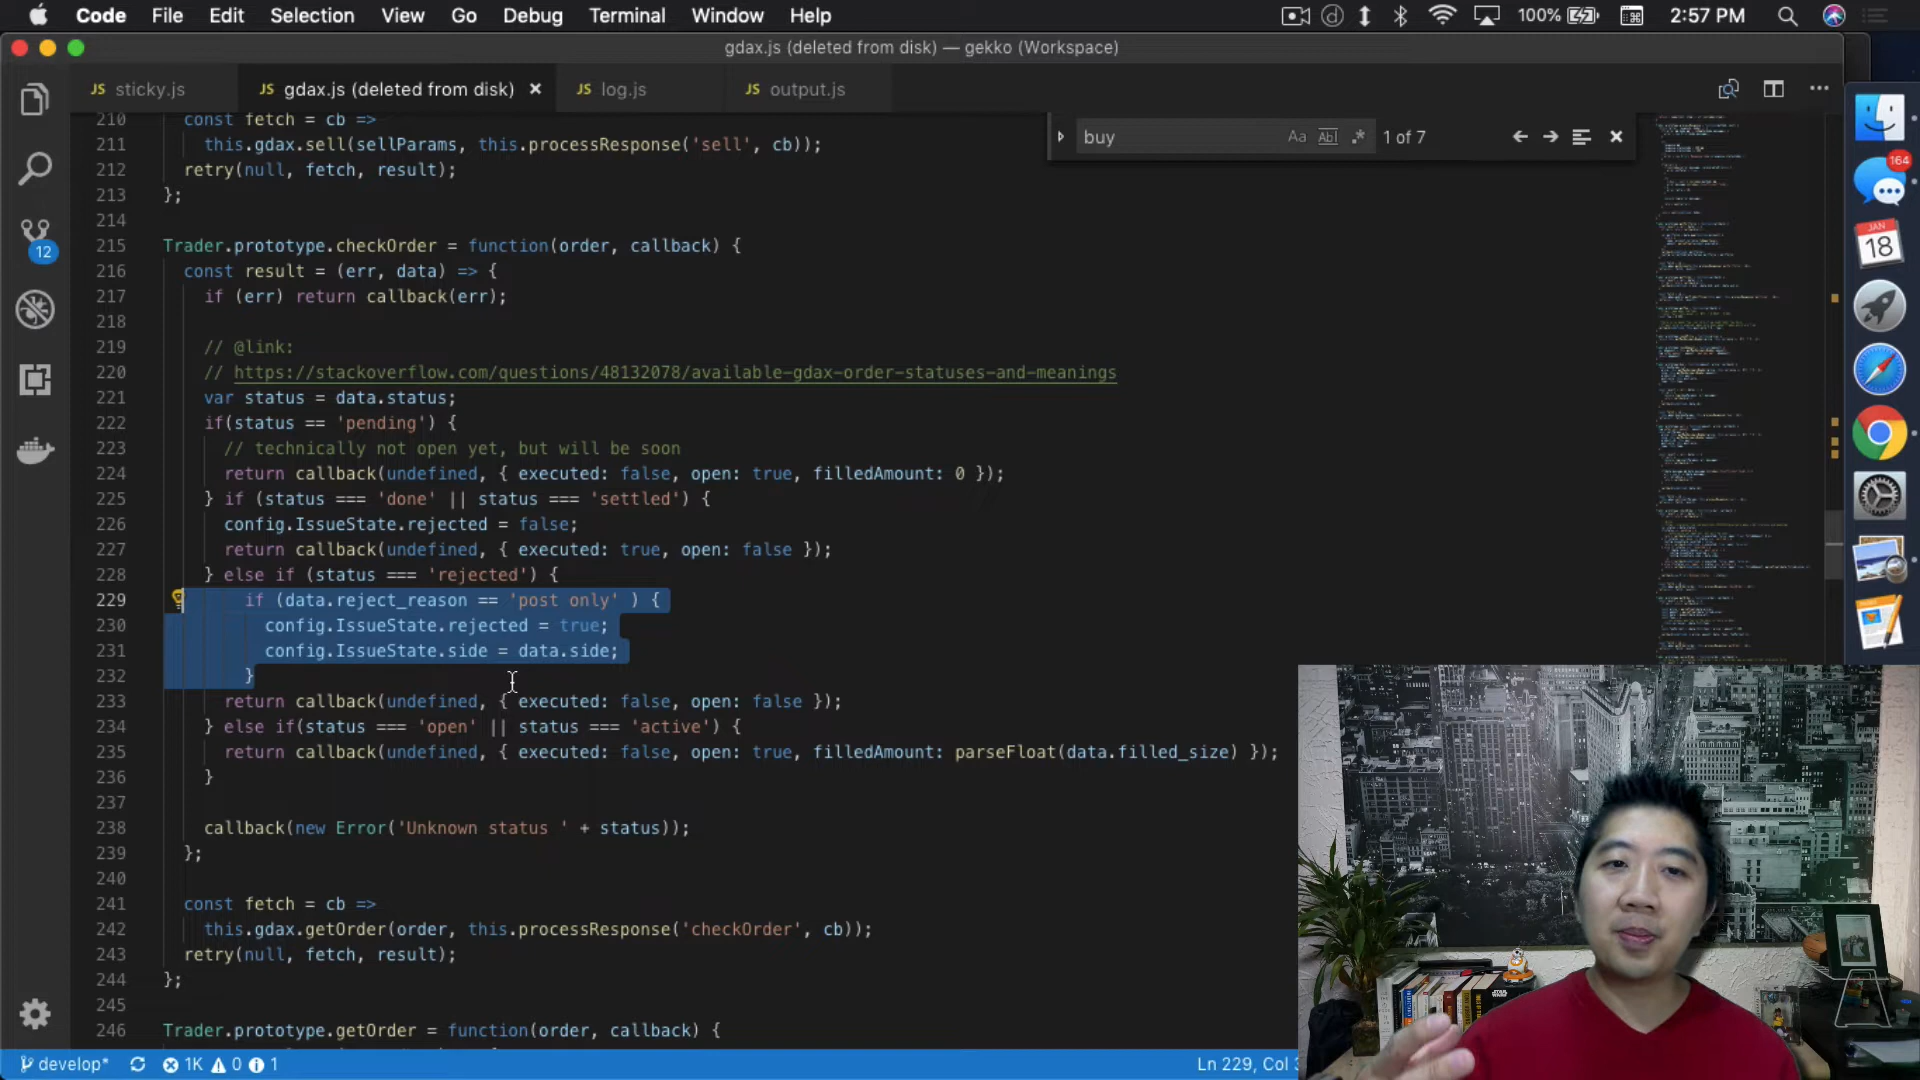 Code File Edit Selection View Go Debug Terminal Window Help 100% 2:57 PM
gdax.js (deleted from disk) — gekko (Workspace)
JS sticky.js JS gdax.js (deleted from disk) JS log.js JS output.js
buy Aa Abl .* 1 of 7
210 const fetch = cb =>
211 this.gdax.sell(sellParams, this.processResponse('sell', cb));
212 retry(null, fetch, result);
213 };
214
215 Trader.prototype.checkOrder = function(order, callback) {
216 const result = (err, data) => {
217 if (err) return callback(err);
218
219 // @link:
220 // https://stackoverflow.com/questions/48132078/available-gdax-order-statuses-and-meanings
221 var status = data.status;
222 if(status == 'pending') {
223 // technically not open yet, but will be soon
224 return callback(undefined, { executed: false, open: true, filledAmount: 0 });
225 } if (status === 'done' || status === 'settled') {
226 config.IssueState.rejected = false;
227 return callback(undefined, { executed: true, open: false });
228 } else if (status === 'rejected') {
229 if (data.reject_reason == 'post only' ) {
230 config.IssueState.rejected = true;
231 config.IssueState.side = data.side;
232 }
233 return callback(undefined, { executed: false, open: false });
234 } else if(status === 'open' || status === 'active') {
235 return callback(undefined, { executed: false, open: true, filledAmount: parseFloat(data.filled_size) });
236 }
237
238 callback(new Error('Unknown status ' + status));
239 };
240
241 const fetch = cb =>
242 this.gdax.getOrder(order, this.processResponse('checkOrder', cb));
243 retry(null, fetch, result);
244 };
245
246 Trader.prototype.getOrder = function(order, callback) {
12
164
JAN
18
develop* 1K 0 1 Ln 229, Col
STAR
WARS